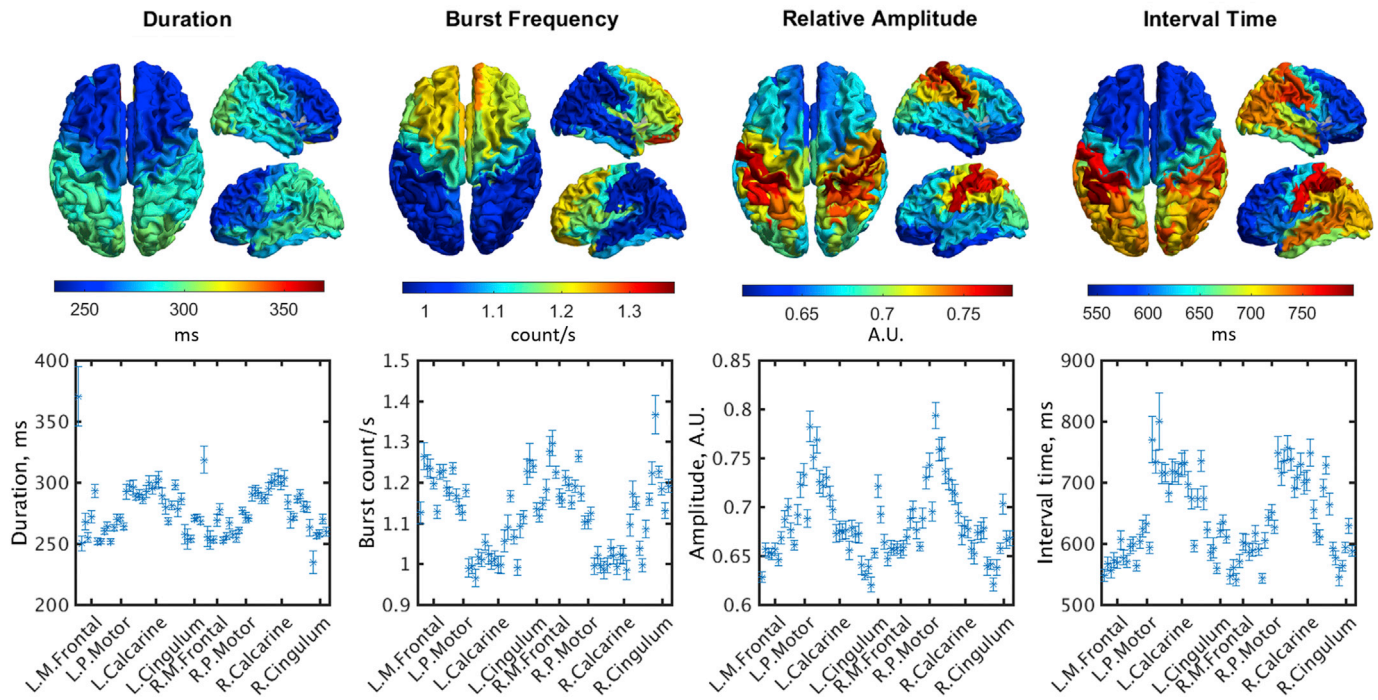 Duration Burst Frequency Relative Amplitude Interval Time
250 300 350 1 1.1 1.2 1.3 0.65 0.7 0.75 550 600 650 700 750
ms count/s A.U. ms
Duration, ms
400
350
300
250
200
L.M.Frontal
L.P.Motor
L.Calcarine
L.Cingulum
R.M.Frontal
R.P.Motor
R.Calcarine
R.Cingulum
Burst count/s
1.5
1.4
1.3
1.2
1.1
1
0.9
L.M.Frontal
L.P.Motor
L.Calcarine
L.Cingulum
R.M.Frontal
R.P.Motor
R.Calcarine
R.Cingulum
Amplitude, A.U.
0.85
0.8
0.75
0.7
0.65
0.6
L.M.Frontal
L.P.Motor
L.Calcarine
L.Cingulum
R.M.Frontal
R.P.Motor
R.Calcarine
R.Cingulum
Interval time, ms
900
800
700
600
500
L.M.Frontal
L.P.Motor
L.Calcarine
L.Cingulum
R.M.Frontal
R.P.Motor
R.Calcarine
R.Cingulum